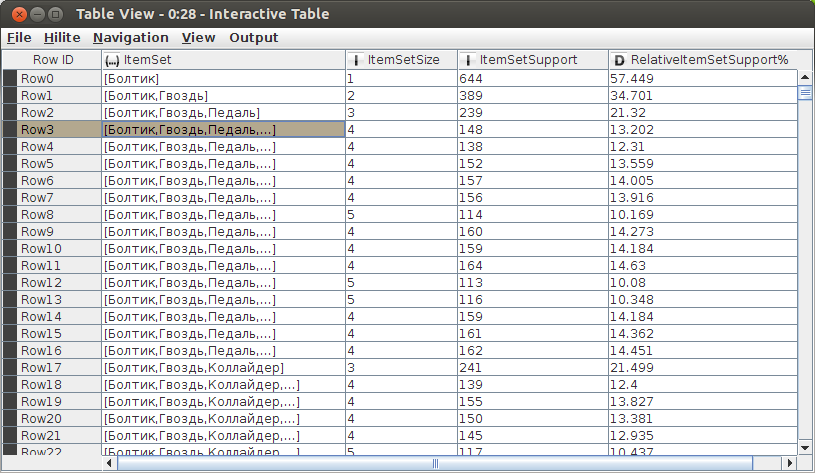 Table View - 0:28 - Interactive Table
File Hilite Navigation View Output
Row ID (...) ItemSet I ItemSetSize I ItemSetSupport D RelativeItemSetSupport%
Row0 [Болтик] 1 644 57.449
Row1 [Болтик,Гвоздь] 2 389 34.701
Row2 [Болтик,Гвоздь,Педаль] 3 239 21.32
Row3 [Болтик,Гвоздь,Педаль,...] 4 148 13.202
Row4 [Болтик,Гвоздь,Педаль,...] 4 138 12.31
Row5 [Болтик,Гвоздь,Педаль,...] 4 152 13.559
Row6 [Болтик,Гвоздь,Педаль,...] 4 157 14.005
Row7 [Болтик,Гвоздь,Педаль,...] 4 156 13.916
Row8 [Болтик,Гвоздь,Педаль,...] 5 114 10.169
Row9 [Болтик,Гвоздь,Педаль,...] 4 160 14.273
Row10 [Болтик,Гвоздь,Педаль,...] 4 159 14.184
Row11 [Болтик,Гвоздь,Педаль,...] 4 164 14.63
Row12 [Болтик,Гвоздь,Педаль,...] 5 113 10.08
Row13 [Болтик,Гвоздь,Педаль,...] 5 116 10.348
Row14 [Болтик,Гвоздь,Педаль,...] 4 159 14.184
Row15 [Болтик,Гвоздь,Педаль,...] 4 161 14.362
Row16 [Болтик,Гвоздь,Педаль,...] 4 162 14.451
Row17 [Болтик,Гвоздь,Коллайдер] 3 241 21.499
Row18 [Болтик,Гвоздь,Коллайдер,...] 4 139 12.4
Row19 [Болтик,Гвоздь,Коллайдер,...] 4 155 13.827
Row20 [Болтик,Гвоздь,Коллайдер,...] 4 150 13.381
Row21 [Болтик,Гвоздь,Коллайдер,...] 4 145 12.935
Row22 [Болтик,Гвоздь,Коллайдер,...] 5 117 10.437